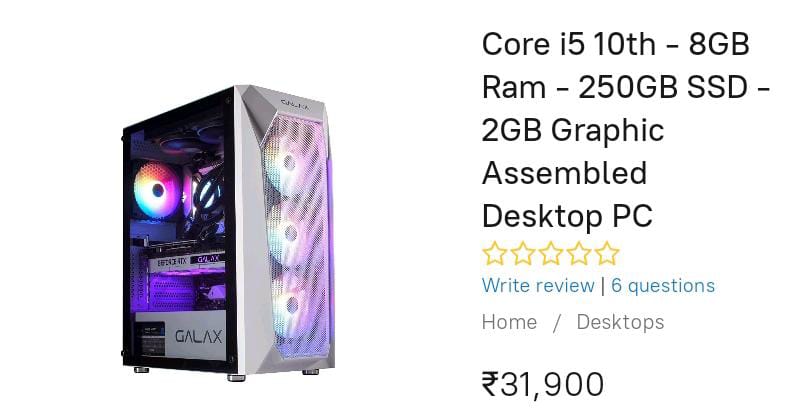 Core i5 10th - 8GB
Ram - 250GB SSD -
2GB Graphic
Assembled
Desktop PC
Write review | 6 questions
Home / Desktops
₹31,900
GALAX
GEFORCE RTX GALAX
GALAX